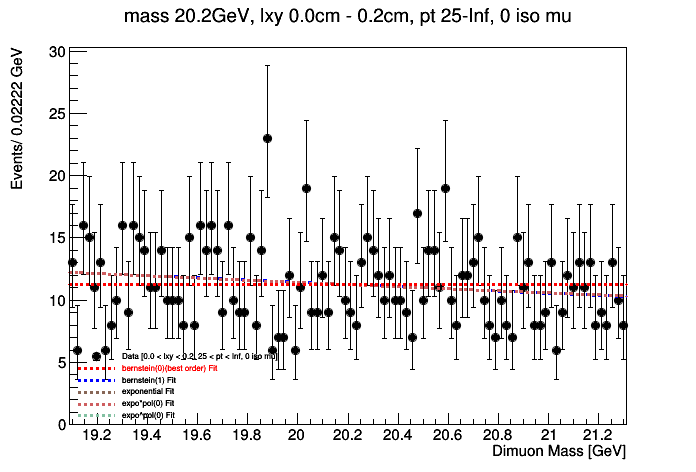 mass 20.2GeV, lxy 0.0cm - 0.2cm, pt 25-Inf, 0 iso mu
Events/ 0.02222 GeV
30
25
20
15
10
5
0
Data [0.0 < lxy < 0.2, 25 < pt < Inf, 0 iso mu]
bernstein(0)(best order) Fit
bernstein(1) Fit
exponential Fit
expo*pol(0) Fit
expo*pol(0) Fit
19.2 19.4 19.6 19.8 20 20.2 20.4 20.6 20.8 21 21.2
Dimuon Mass [GeV]